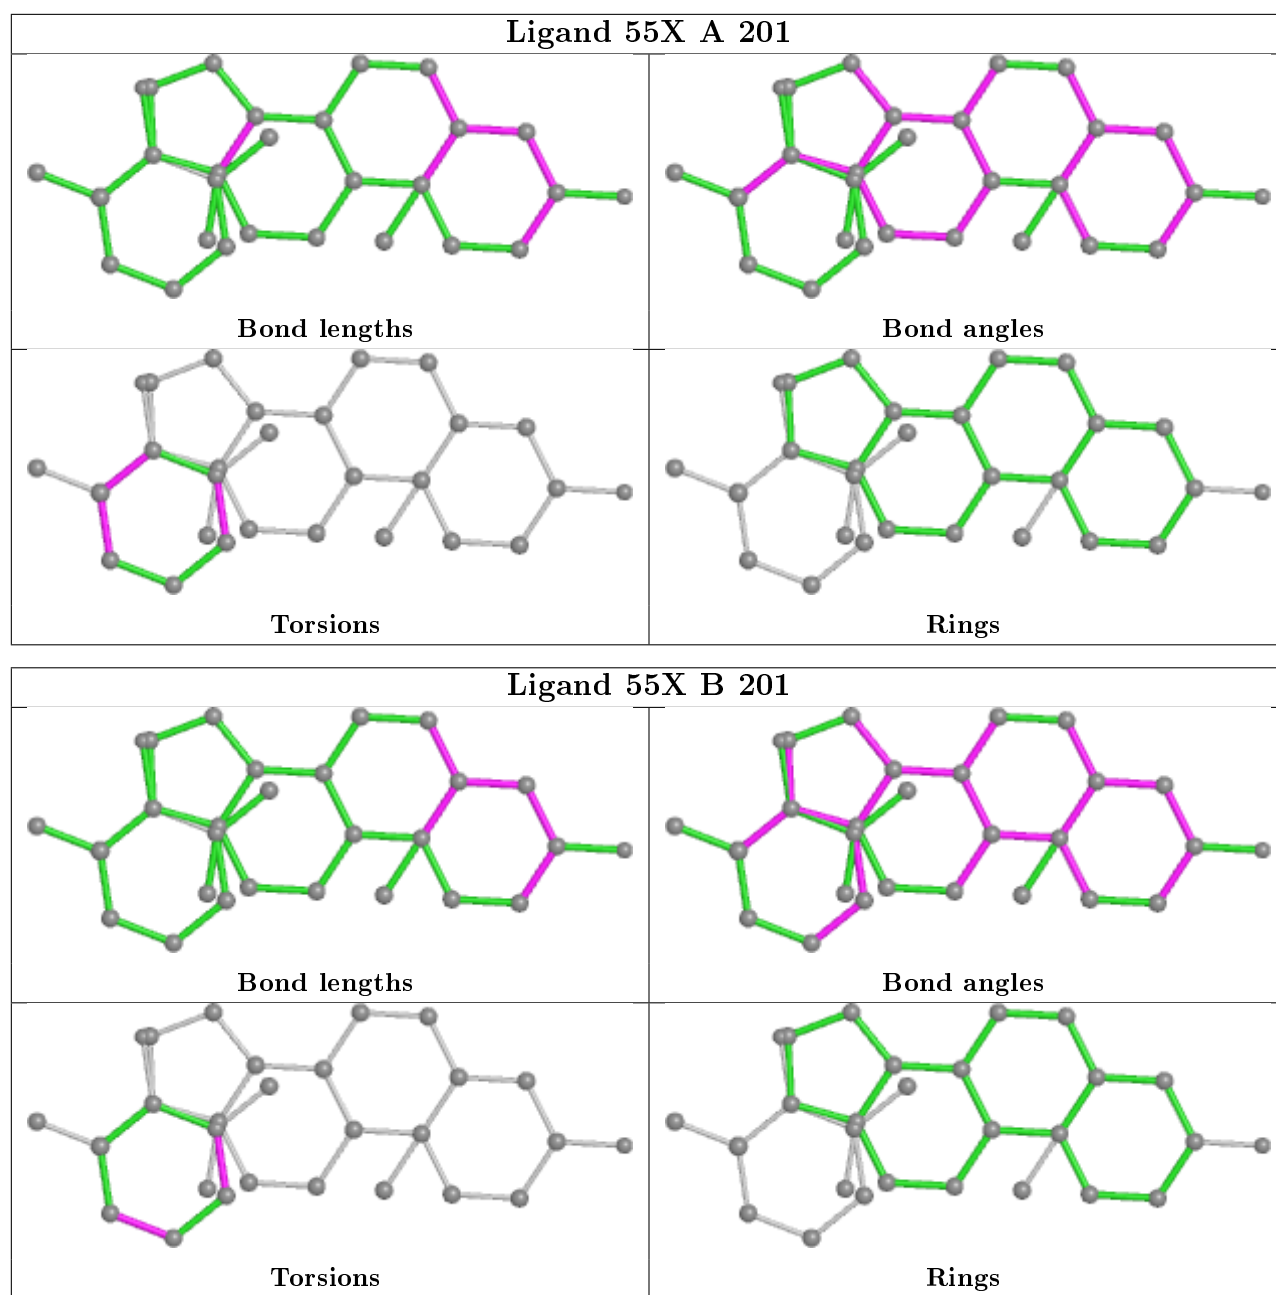 Ligand 55X A 201
Bond lengths
Bond angles
Torsions
Rings
Ligand 55X B 201
Bond lengths
Bond angles
Torsions
Rings